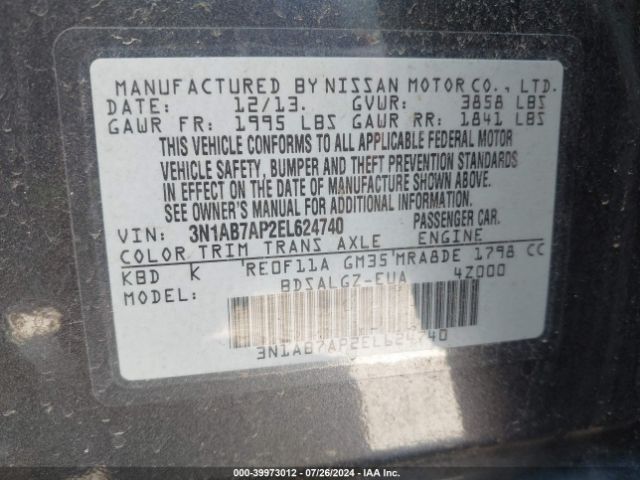 MANUFACTURED BY NISSAN MOTOR CO., LTD.
DATE: 12/13. GVWR: 3858 LBS
GAWR FR: 1995 LBS GAWR RR: 1841 LBS
THIS VEHICLE CONFORMS TO ALL APPLICABLE FEDERAL MOTOR
VEHICLE SAFETY, BUMPER AND THEFT PREVENTION STANDARDS
IN EFFECT ON THE DATE OF MANUFACTURE SHOWN ABOVE.
SEE OWNER'S MANUAL FOR ADDITIONAL INFORMATION.
VIN: 3N1AB7AP2EL624740 PASSENGER CAR.
COLOR TRIM TRANS AXLE ENGINE
KBD K RE0F11A GM35 MRA8DE 1798 CC
MODEL: BDSALGZ-EUA 4Z000
3N1AB7AP2EL624740
000-39973012 - 07/26/2024 - IAA Inc.